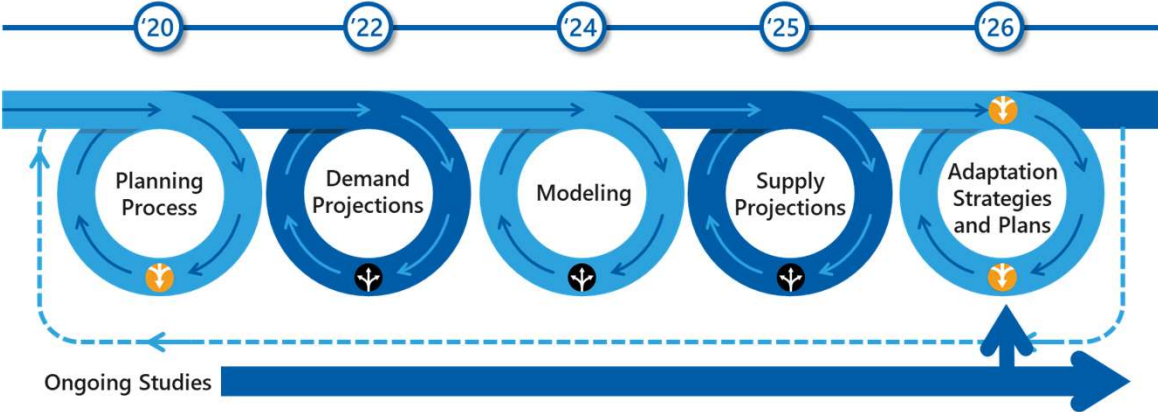 ‘20
‘22
‘24
‘25
‘26
Planning
Process
Demand
Projections
Modeling
Supply
Projections
Adaptation
Strategies
and Plans
Ongoing Studies